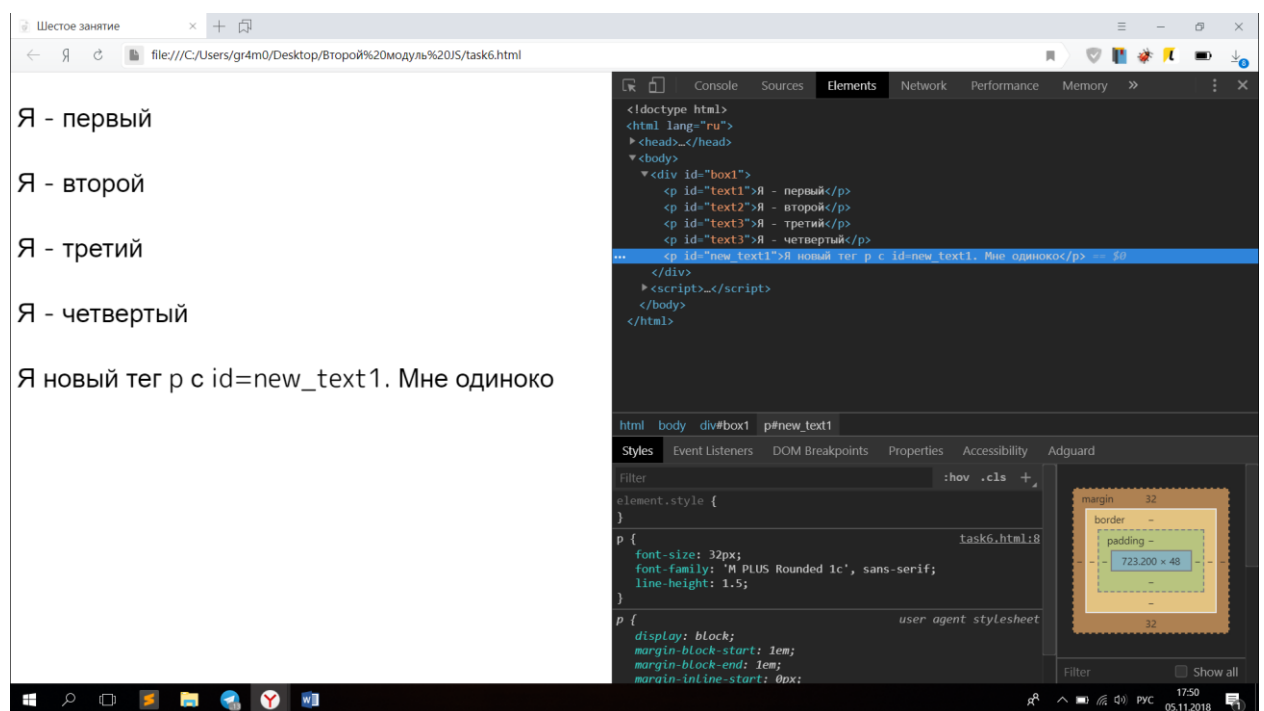 Шестое занятие
file:///C:/Users/gr4m0/Desktop/Второй%20модуль%20JS/task6.html
Я - первый
Я - второй
Я - третий
Я - четвертый
Я новый тег p с id=new_text1. Мне одиноко
Console Sources Elements Network Performance Memory »
<!doctype html>
<html lang="ru">
<head>…</head>
<body>
<div id="box1">
<p id="text1">Я - первый</p>
<p id="text2">Я - второй</p>
<p id="text3">Я - третий</p>
<p id="text3">Я - четвертый</p>
... <p id="new_text1">Я новый тег p с id=new_text1. Мне одиноко</p> == $0
</div>
<script>…</script>
</body>
</html>
html body div#box1 p#new_text1
Styles Event Listeners DOM Breakpoints Properties Accessibility Adguard
Filter :hov .cls +
element.style {
}
p { task6.html:8
font-size: 32px;
font-family: 'M PLUS Rounded 1c', sans-serif;
line-height: 1.5;
}
p { user agent stylesheet
display: block;
margin-block-start: 1em;
margin-block-end: 1em;
margin-inline-start: 0px;
margin 32
border –
padding –
723.200 × 48
–
–
32
Filter Show all
РУС 17:50
05.11.2018